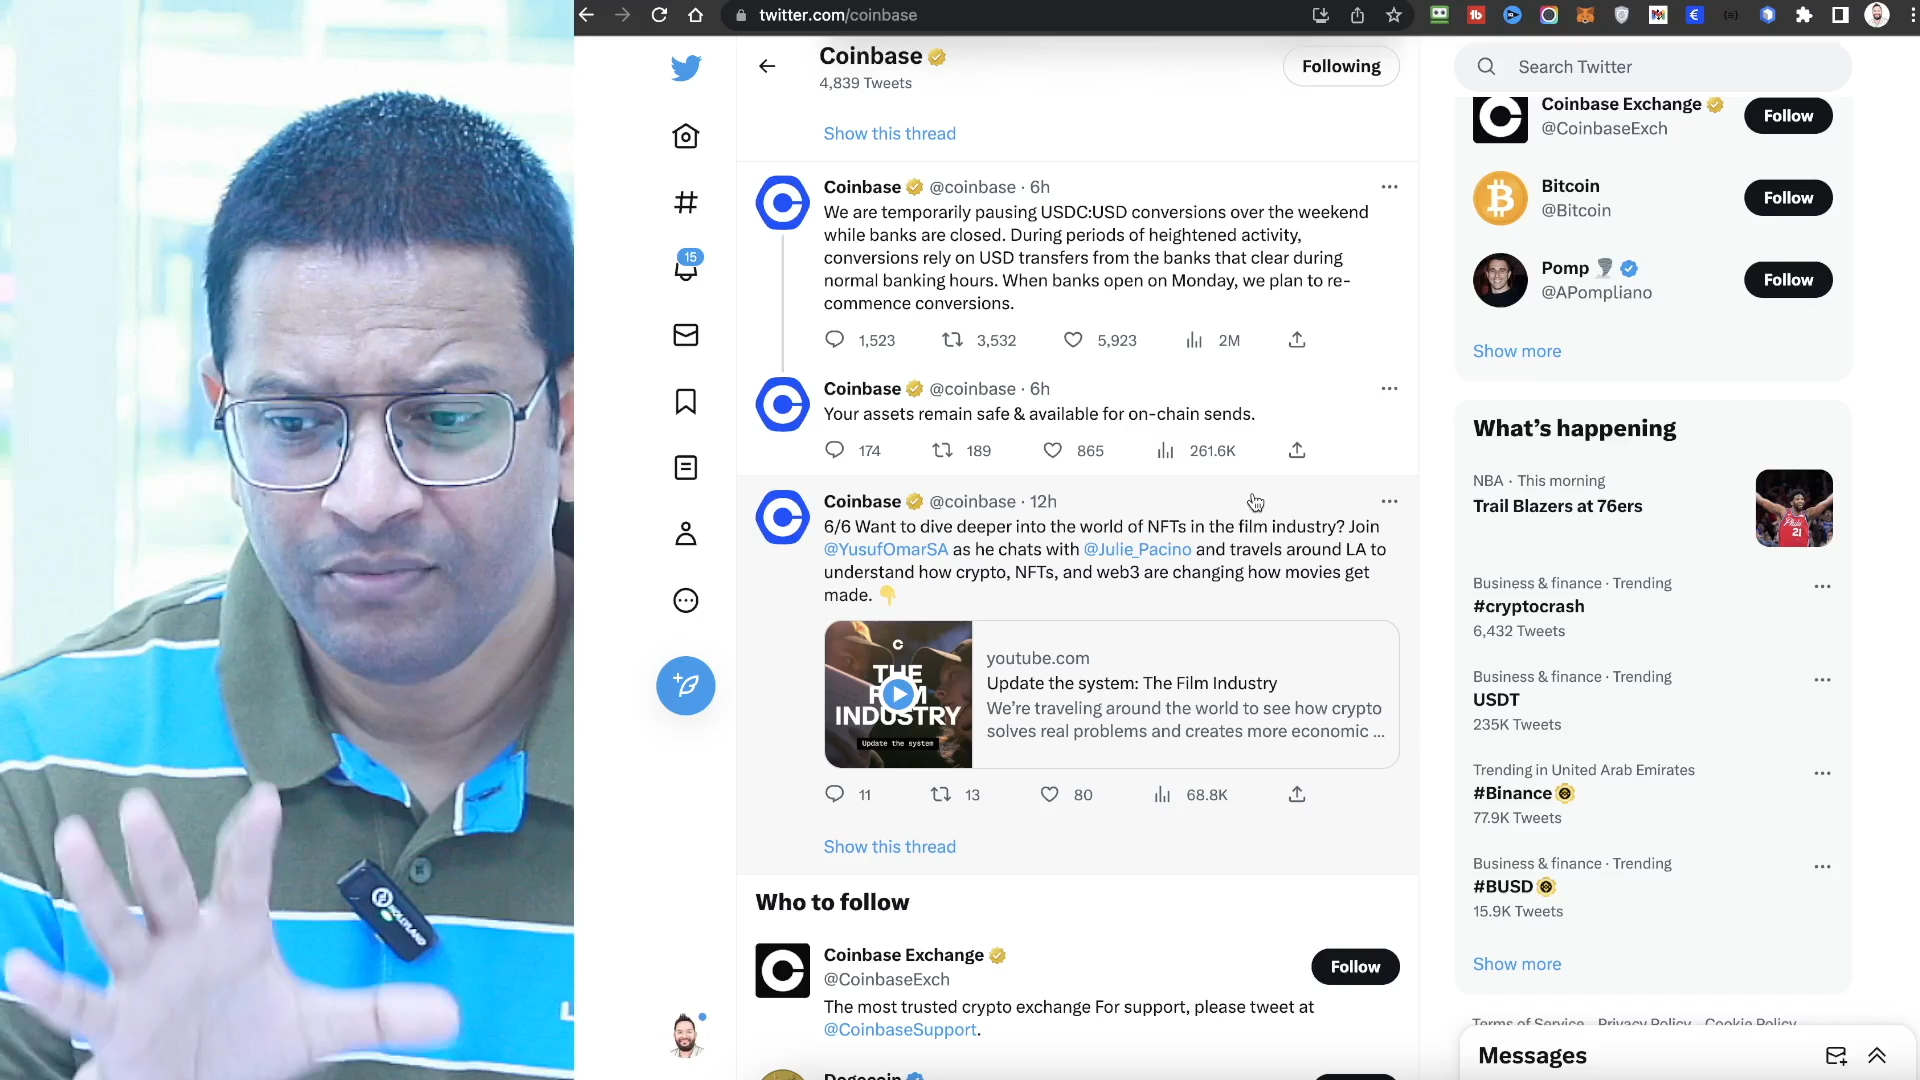 twitter.com/coinbase
Coinbase
4,839 Tweets
Following
Show this thread
Coinbase @coinbase · 6h
We are temporarily pausing USDC:USD conversions over the weekend
while banks are closed. During periods of heightened activity,
conversions rely on USD transfers from the banks that clear during
normal banking hours. When banks open on Monday, we plan to re-
commence conversions.
1,523 3,532 5,923 2M
Coinbase @coinbase · 6h
Your assets remain safe & available for on-chain sends.
174 189 865 261.6K
Coinbase @coinbase · 12h
6/6 Want to dive deeper into the world of NFTs in the film industry? Join
@YusufOmarSA as he chats with @Julie_Pacino and travels around LA to
understand how crypto, NFTs, and web3 are changing how movies get
made.
THE
FILM
INDUSTRY
Update the system
youtube.com
Update the system: The Film Industry
We're traveling around the world to see how crypto
solves real problems and creates more economic ...
11 13 80 68.8K
Show this thread
Who to follow
Coinbase Exchange
@CoinbaseExch
Follow
The most trusted crypto exchange For support, please tweet at
@CoinbaseSupport.
Dogecoin
15
Search Twitter
Coinbase Exchange
@CoinbaseExch
Follow
Bitcoin
@Bitcoin
Follow
Pomp
@APompliano
Follow
Show more
What's happening
NBA · This morning
Trail Blazers at 76ers
Business & finance · Trending
#cryptocrash
6,432 Tweets
Business & finance · Trending
USDT
235K Tweets
Trending in United Arab Emirates
#Binance
77.9K Tweets
Business & finance · Trending
#BUSD
15.9K Tweets
Show more
Terms of Service Privacy Policy Cookie Policy
Messages
HOLLYLAND